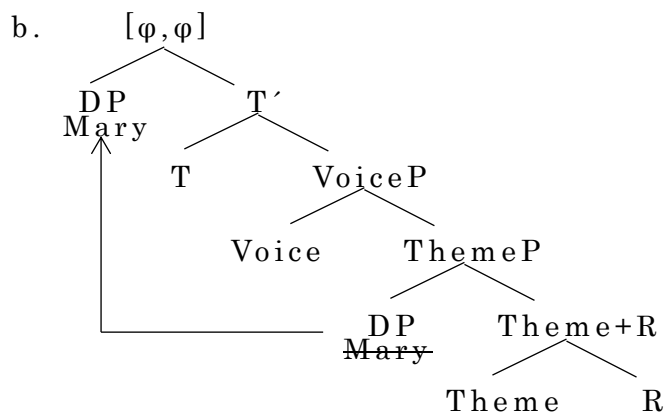 b. [φ,φ]
DP T′
Mary
T VoiceP
Voice ThemeP
DP Theme+R
Mary
Theme R